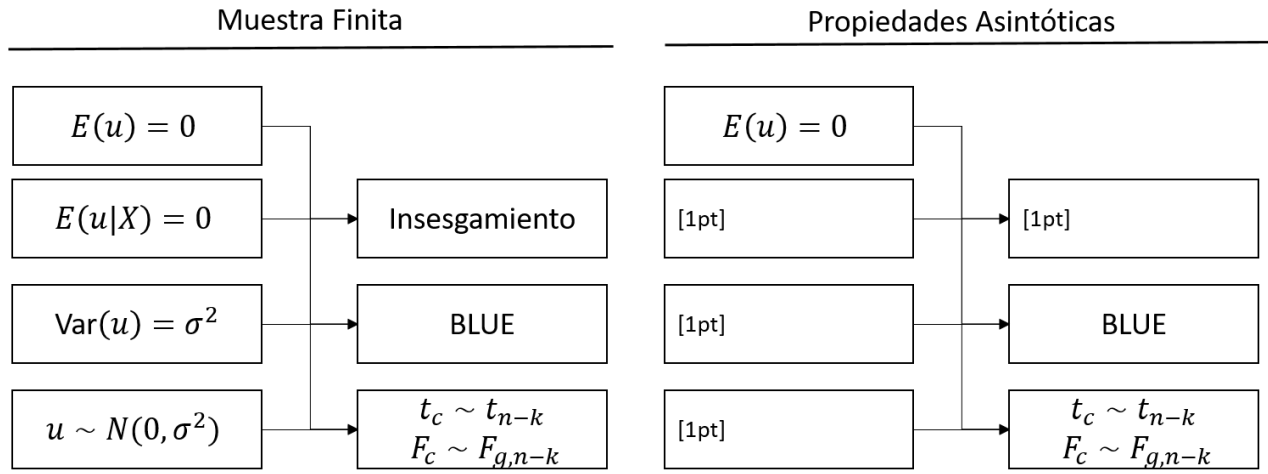 Muestra Finita
E(u) = 0
E(u|X) = 0
Insesgamiento
Var(u) = σ²
BLUE
u ~ N(0, σ²)
t_c ~ t_{n−k}
F_c ~ F_{g,n−k}
Propiedades Asintóticas
E(u) = 0
[1pt]
[1pt]
[1pt]
BLUE
[1pt]
t_c ~ t_{n−k}
F_c ~ F_{g,n−k}